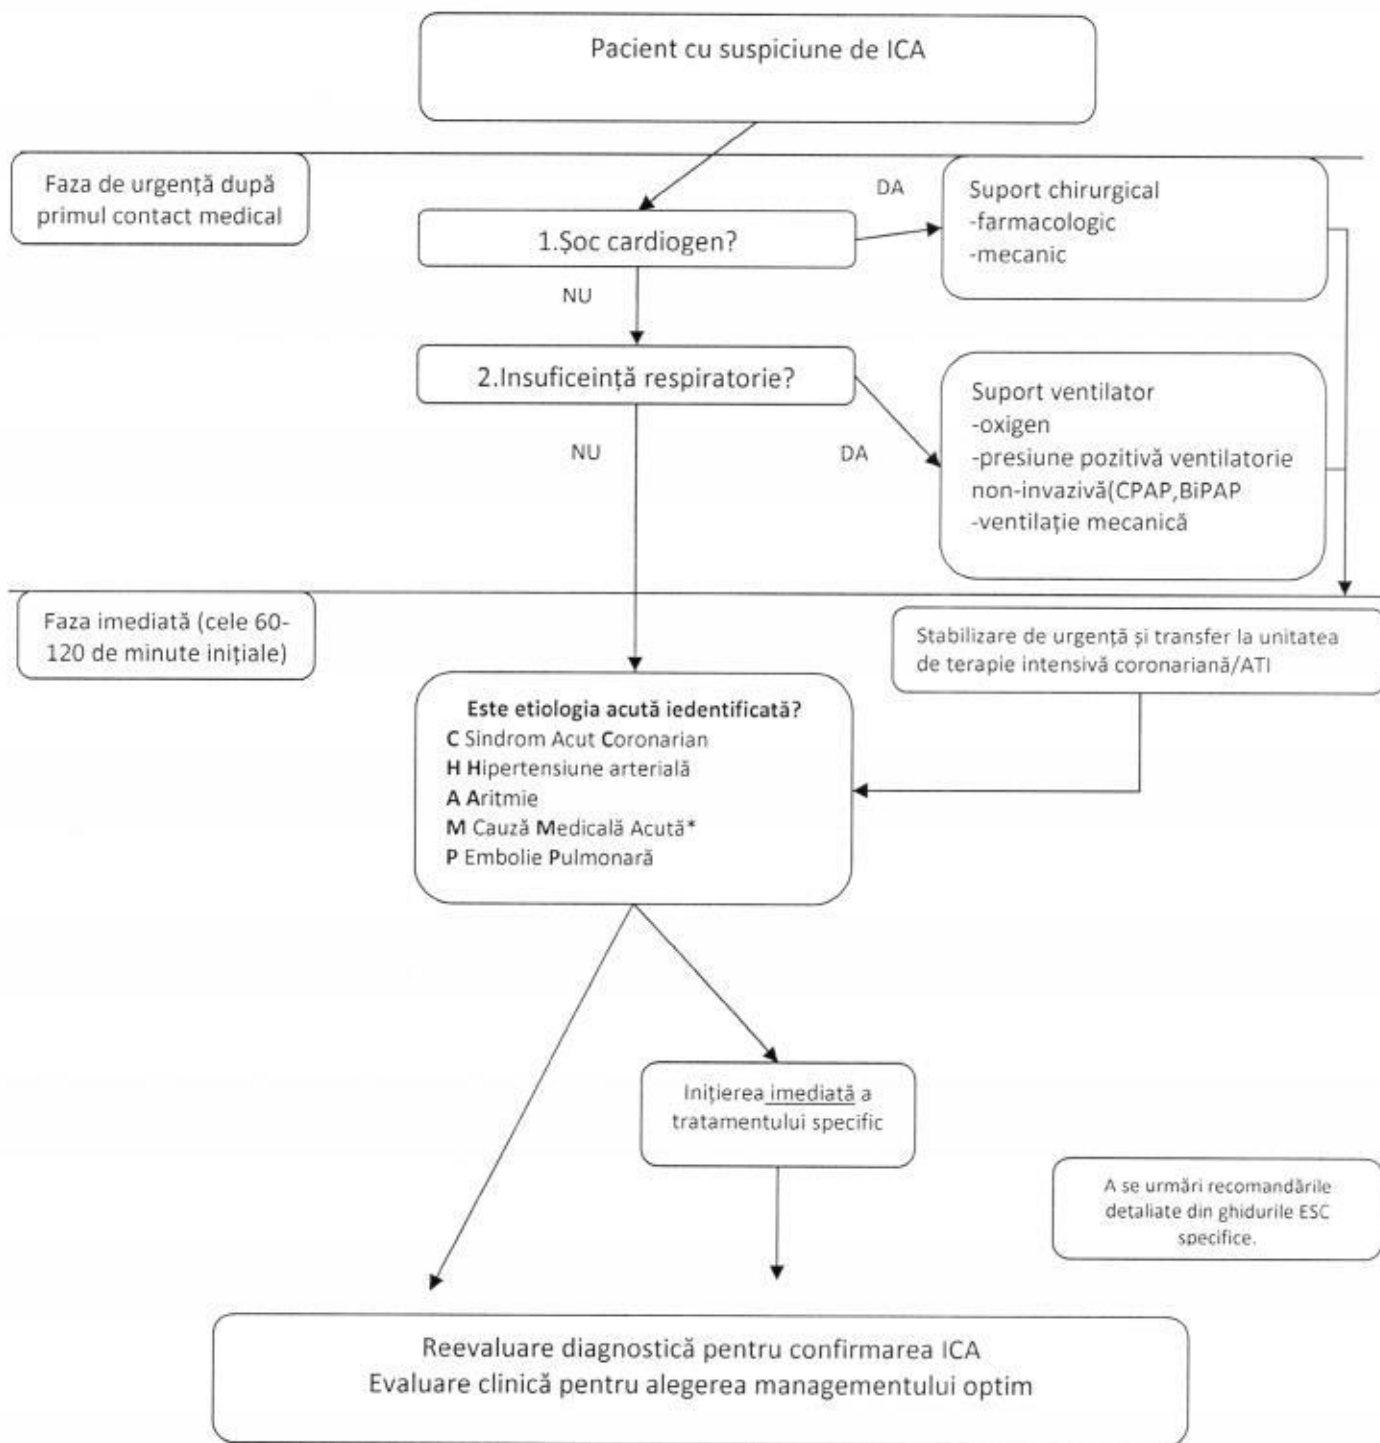 Pacient cu suspiciune de ICA
Faza de urgență după
primul contact medical
DA
Suport chirurgical
-farmacologic
-mecanic
1.Șoc cardiogen?
NU
2.Insuficeință respiratorie?
Suport ventilator
-oxigen
-presiune pozitivă ventilatorie
non-invazivă(CPAP,BiPAP
-ventilație mecanică
NU
DA
Faza imediată (cele 60-
120 de minute inițiale)
Stabilizare de urgență și transfer la unitatea
de terapie intensivă coronariană/ATI
Este etiologia acută iedentificată?
C Sindrom Acut Coronarian
H Hipertensiune arterială
A Aritmie
M Cauză Medicală Acută*
P Embolie Pulmonară
Inițierea imediată a
tratamentului specific
A se urmări recomandările
detaliate din ghidurile ESC
specifice.
Reevaluare diagnostică pentru confirmarea ICA
Evaluare clinică pentru alegerea managementului optim